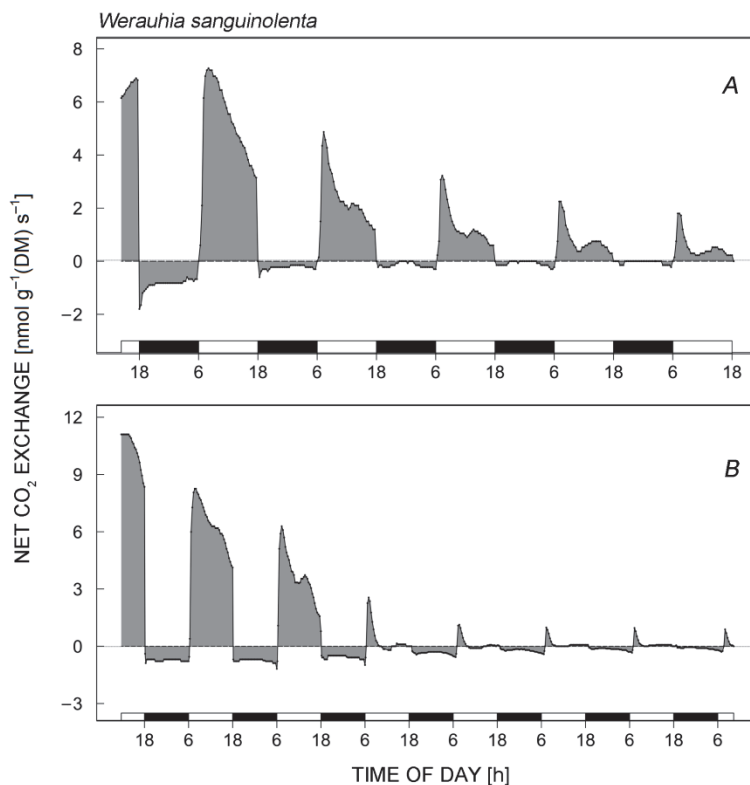 Werauhia sanguinolenta
A
8
6
4
2
0
−2
18 6 18 6 18 6 18 6 18 6 18
B
12
9
6
3
0
−3
18 6 18 6 18 6 18 6 18 6 18 6 18 6
NET CO₂ EXCHANGE [nmol g⁻¹(DM) s⁻¹]
TIME OF DAY [h]